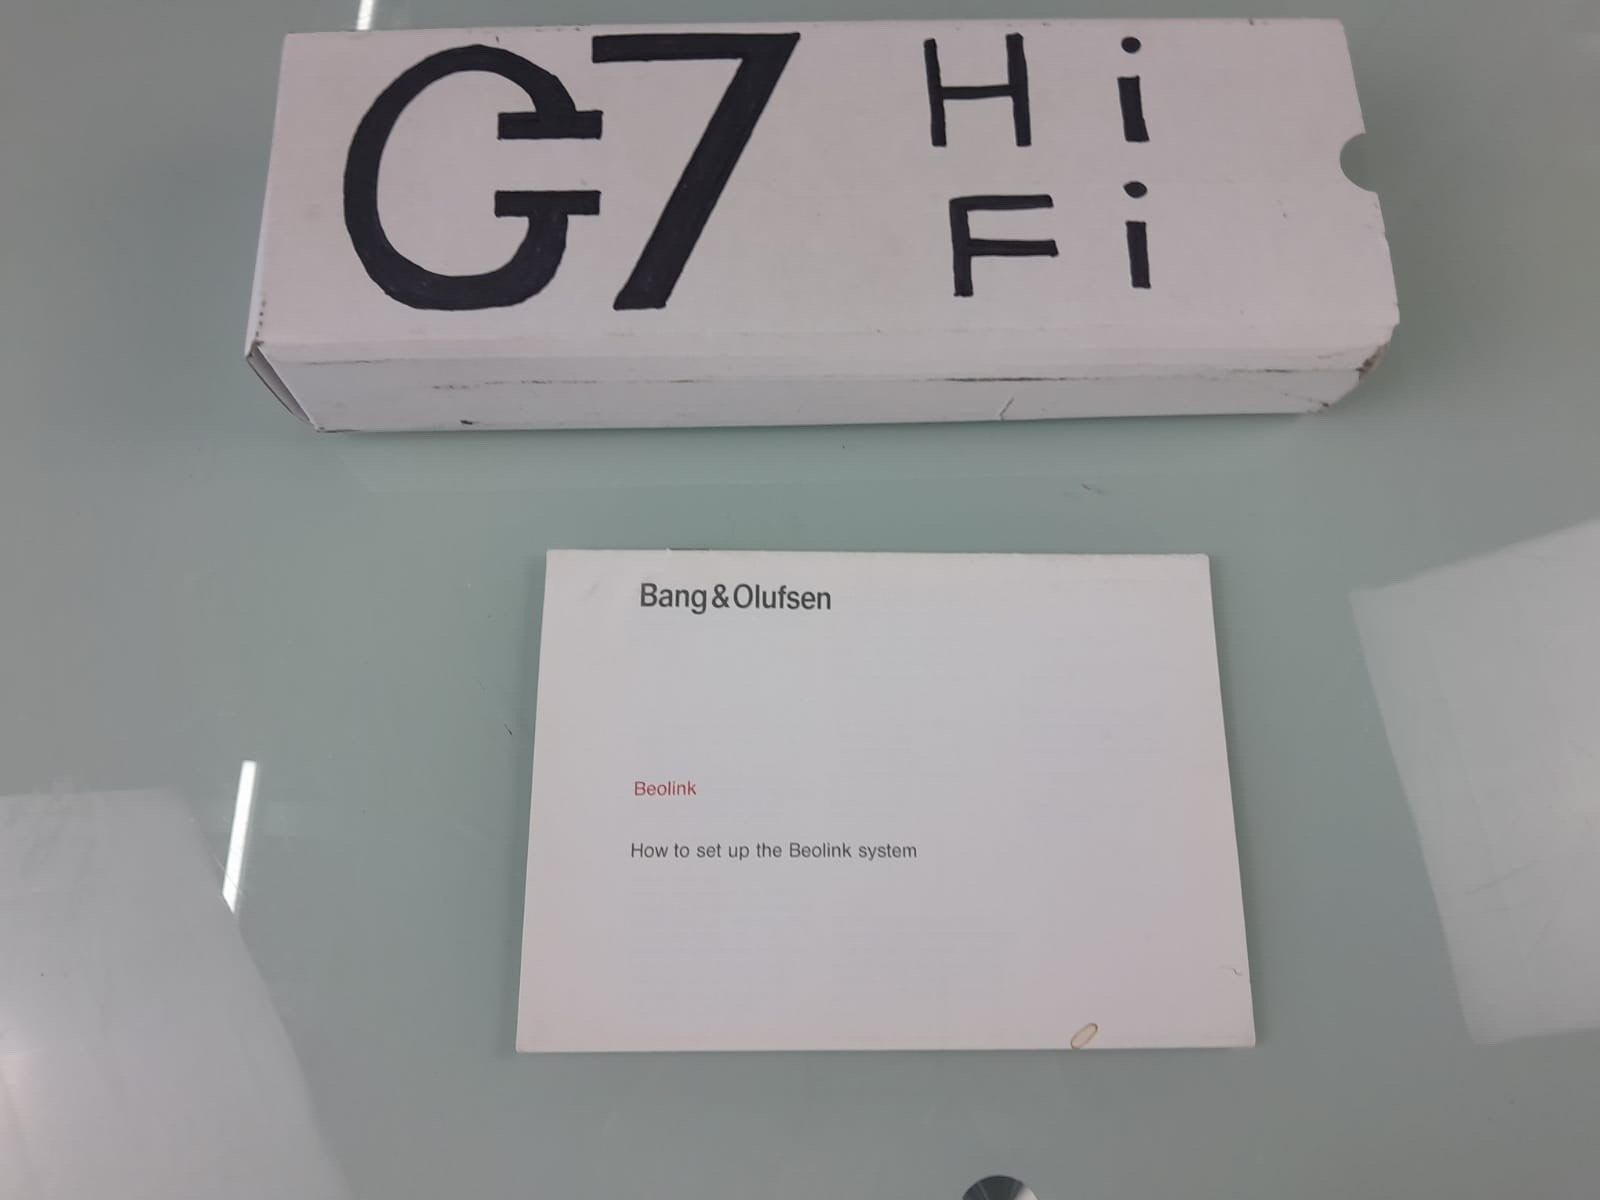 G7 Hi
Fi
Bang & Olufsen
Beolink
How to set up the Beolink system